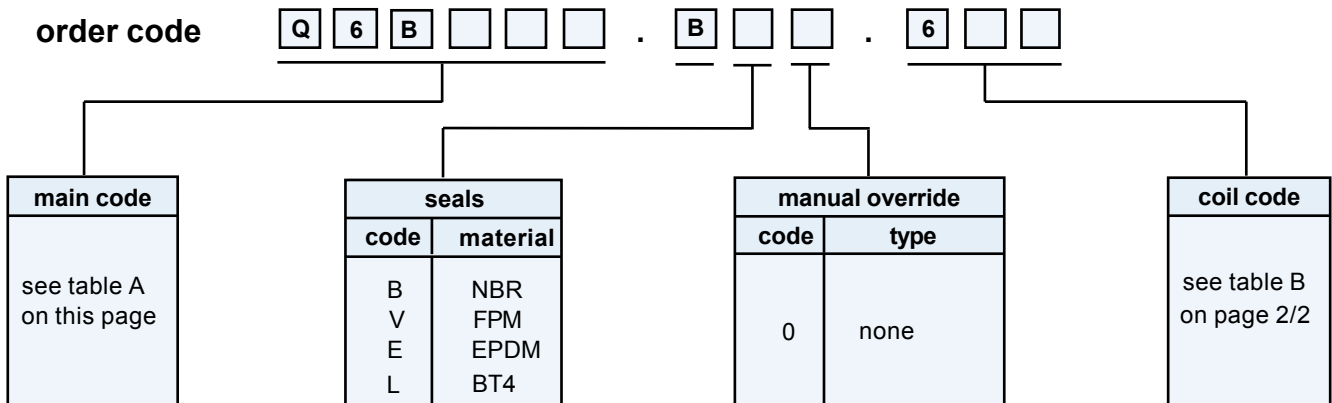 order code Q 6 B . B . 6
main code
see table A
on this page
seals
code material
B NBR
V FPM
E EPDM
L BT4
manual override
code type
0 none
coil code
see table B
on page 2/2